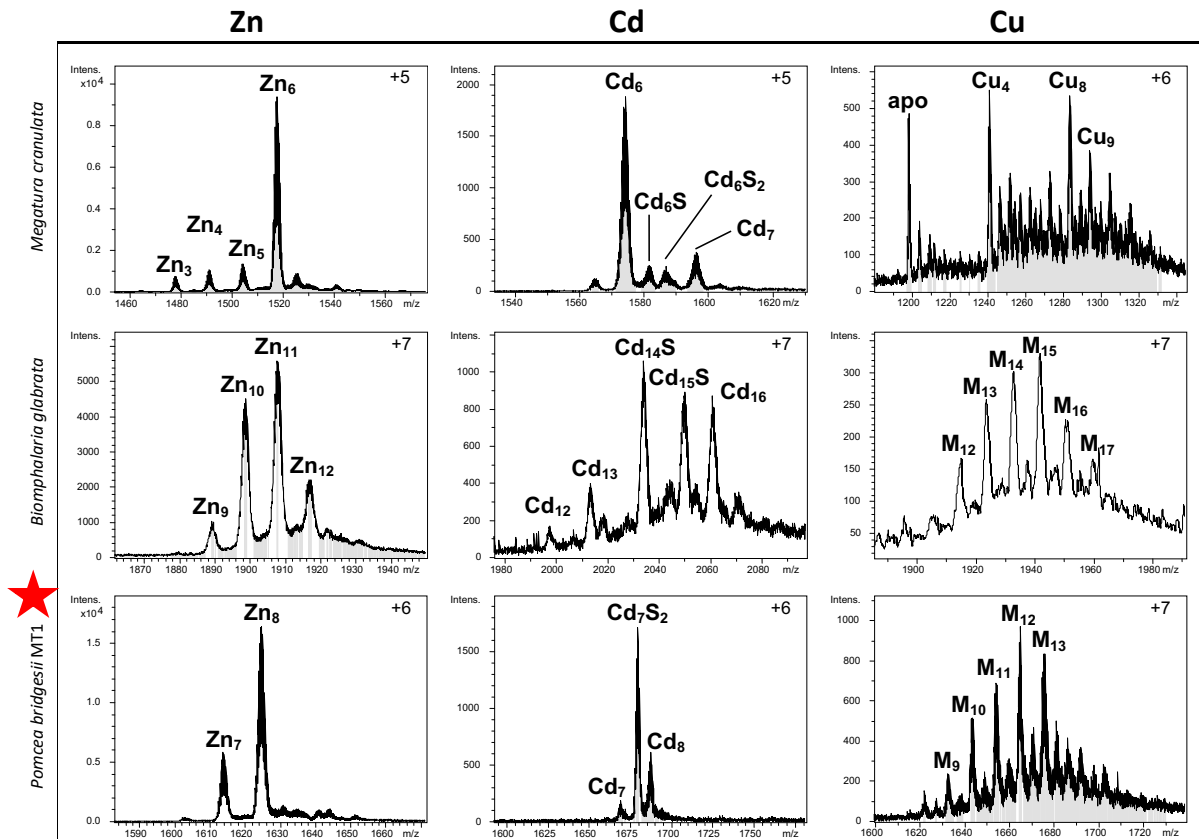 Zn Cd Cu
Megatura cranulata
Intens.
x10⁴
+5
Zn₆
Zn₅
Zn₄
Zn₃
0.0
0.2
0.4
0.6
0.8
1.0
1460 1480 1500 1520 1540 1560 m/z
Intens.
+5
Cd₆
Cd₆S
Cd₆S₂
Cd₇
2000
1500
1000
500
0
1540 1560 1580 1600 1620 m/z
Intens.
+6
apo
Cu₄
Cu₈
Cu₉
500
400
300
200
100
0
1200 1220 1240 1260 1280 1300 1320 m/z
Biompharia glabrata
Intens.
+7
Zn₁₁
Zn₁₀
Zn₁₂
Zn₉
5000
4000
3000
2000
1000
0
1870 1880 1890 1900 1910 1920 1930 1940 m/z
Intens.
+7
Cd₁₄S
Cd₁₅S
Cd₁₆
Cd₁₃
Cd₁₂
1000
800
600
400
200
0
1980 2000 2020 2040 2060 2080 m/z
Intens.
+7
M₁₅
M₁₄
M₁₃
M₁₆
M₁₂
M₁₇
300
250
200
150
100
50
1900 1920 1940 1960 1980 m/z
Pomcea bridgesii MT1
Intens.
x10⁴
+6
Zn₈
Zn₇
1.5
1.0
0.5
0.0
1590 1600 1610 1620 1630 1640 1650 1660 m/z
Intens.
+6
Cd₇S₂
Cd₈
Cd₇
1500
1000
500
0
1600 1625 1650 1675 1700 1725 1750 m/z
Intens.
+7
M₁₂
M₁₃
M₁₁
M₁₀
M₉
1000
800
600
400
200
0
1600 1620 1640 1660 1680 1700 1720 m/z